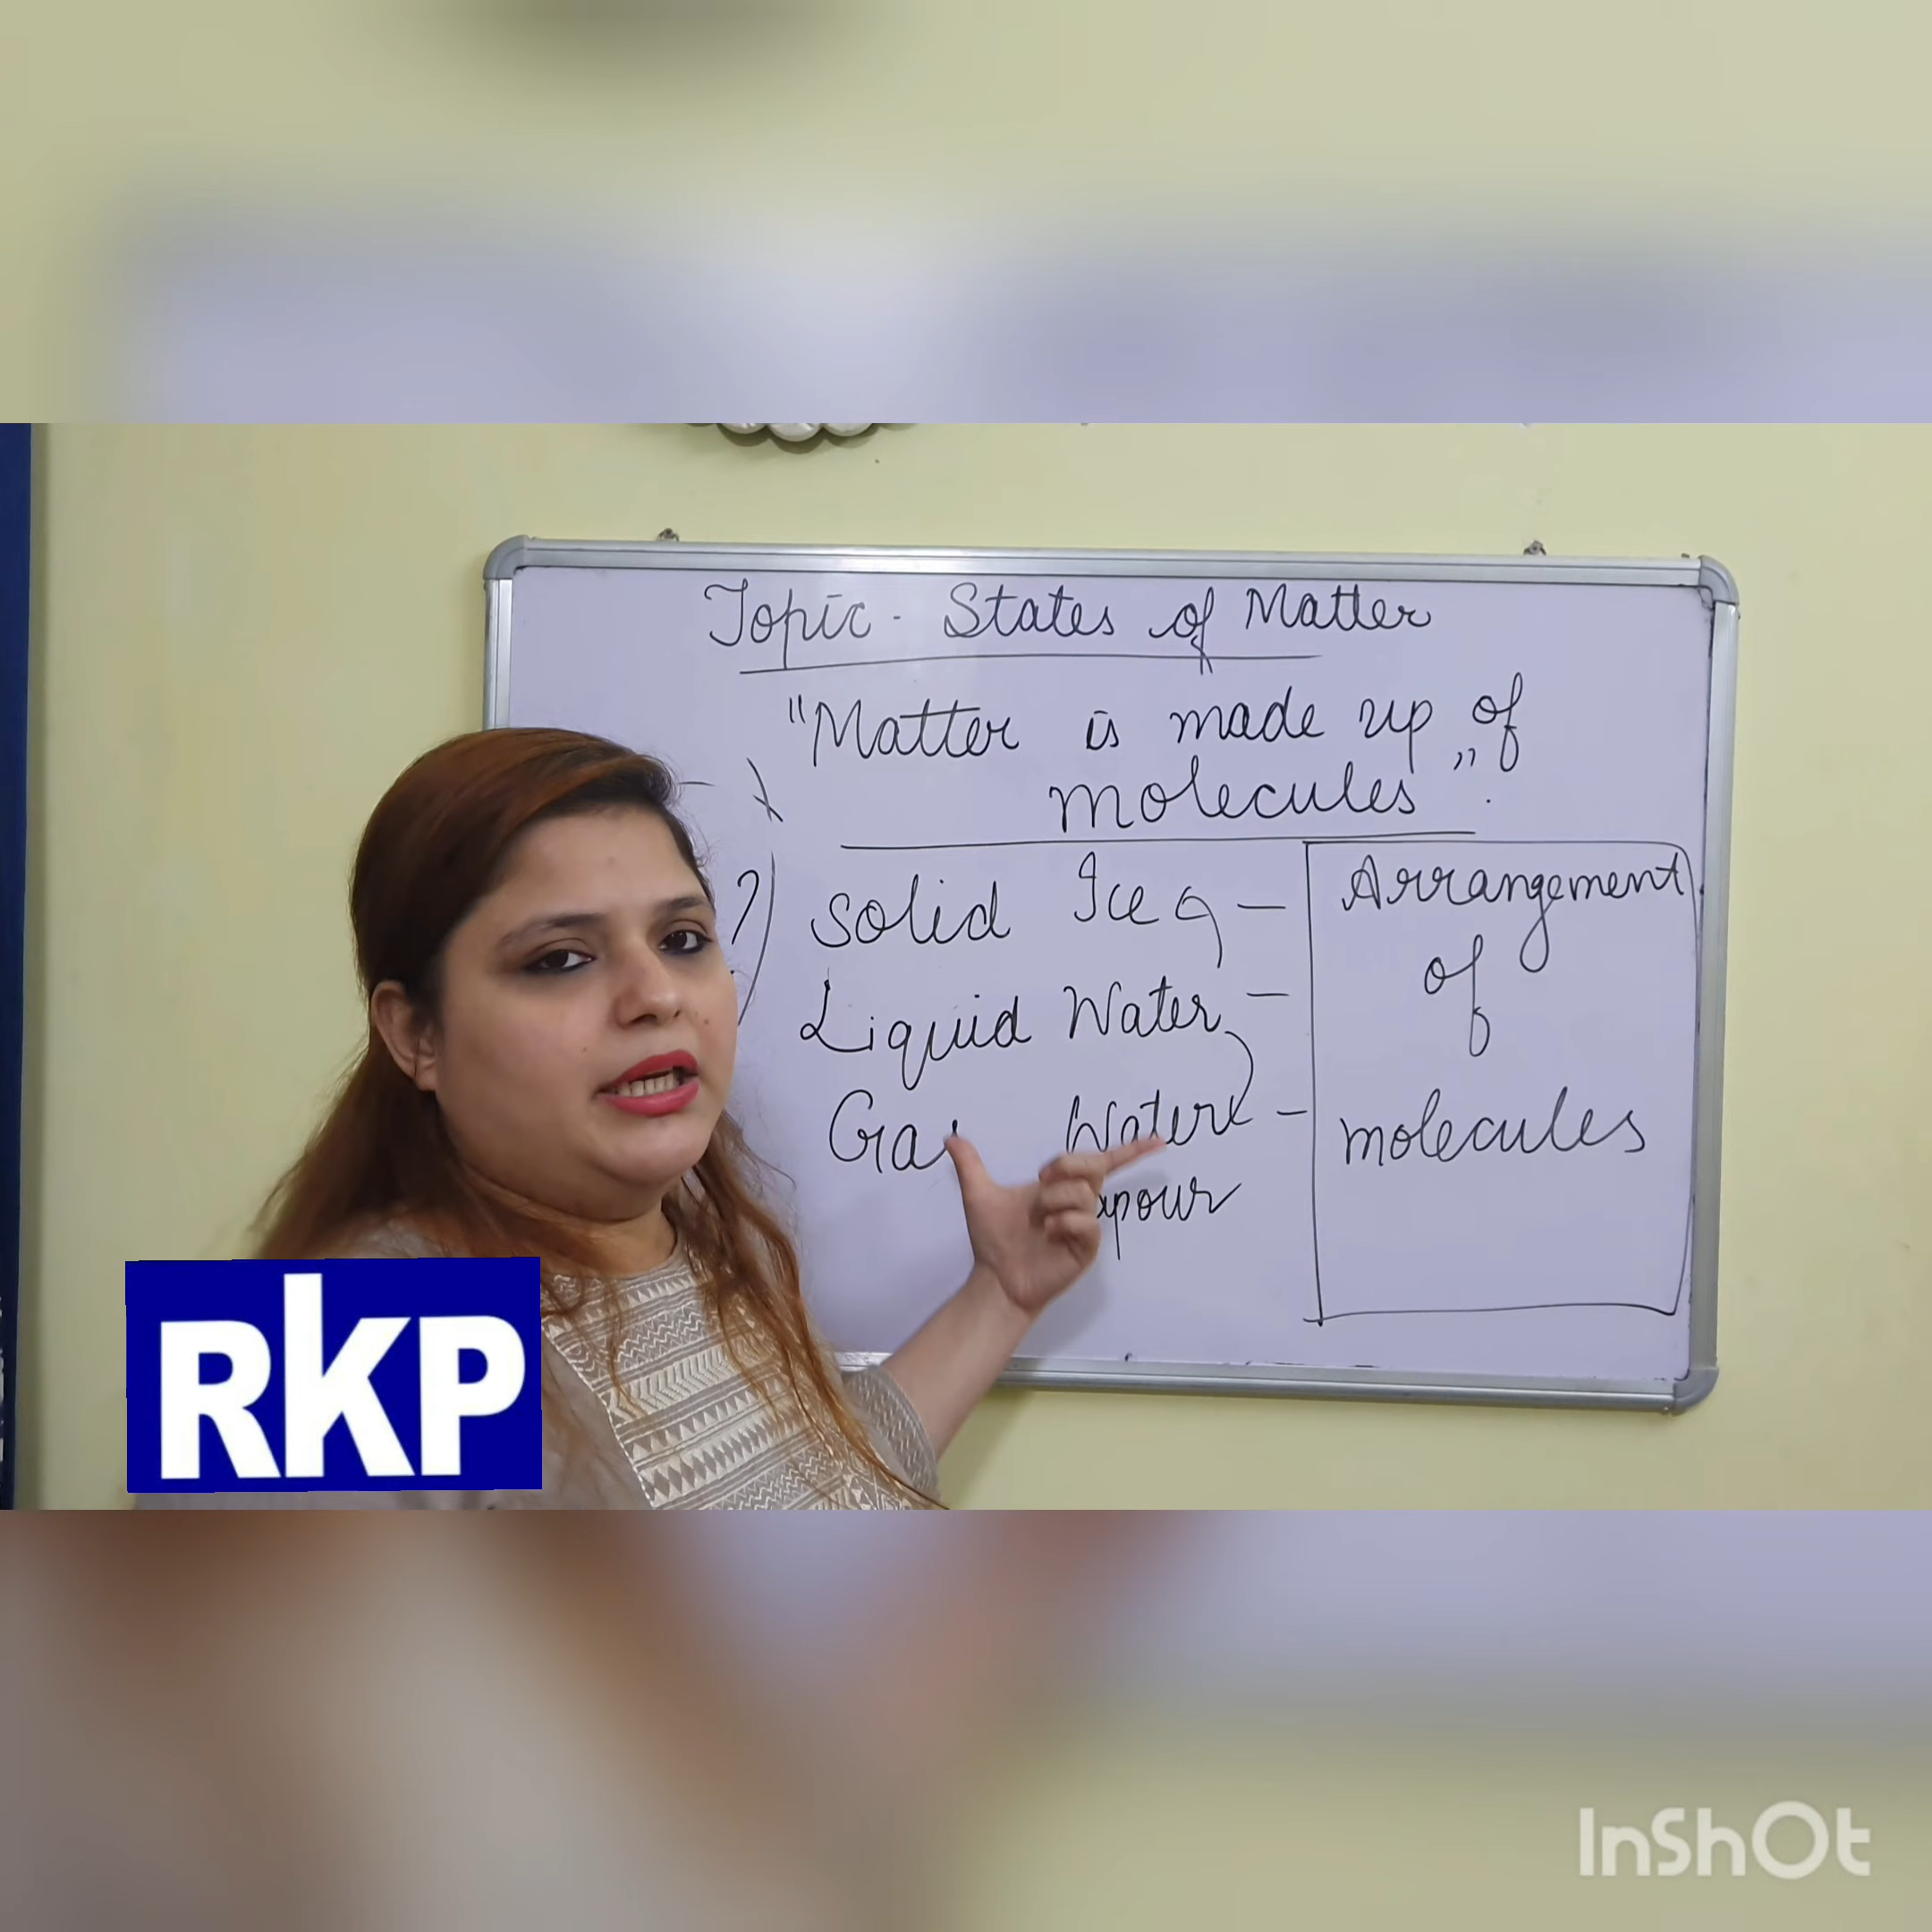 Topic - States of Matter
"Matter is made up of
molecules".
Solid Ice -
Liquid Water -
Gas Water -
Arrangement
of
molecules
RKP
InShOt